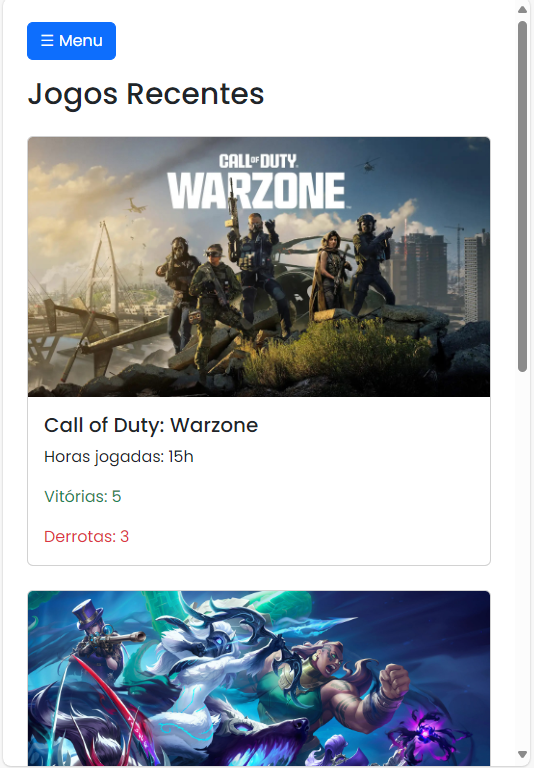 ☰ Menu
Jogos Recentes
CALL OF DUTY.
WARZONE
Call of Duty: Warzone
Horas jogadas: 15h
Vitórias: 5
Derrotas: 3